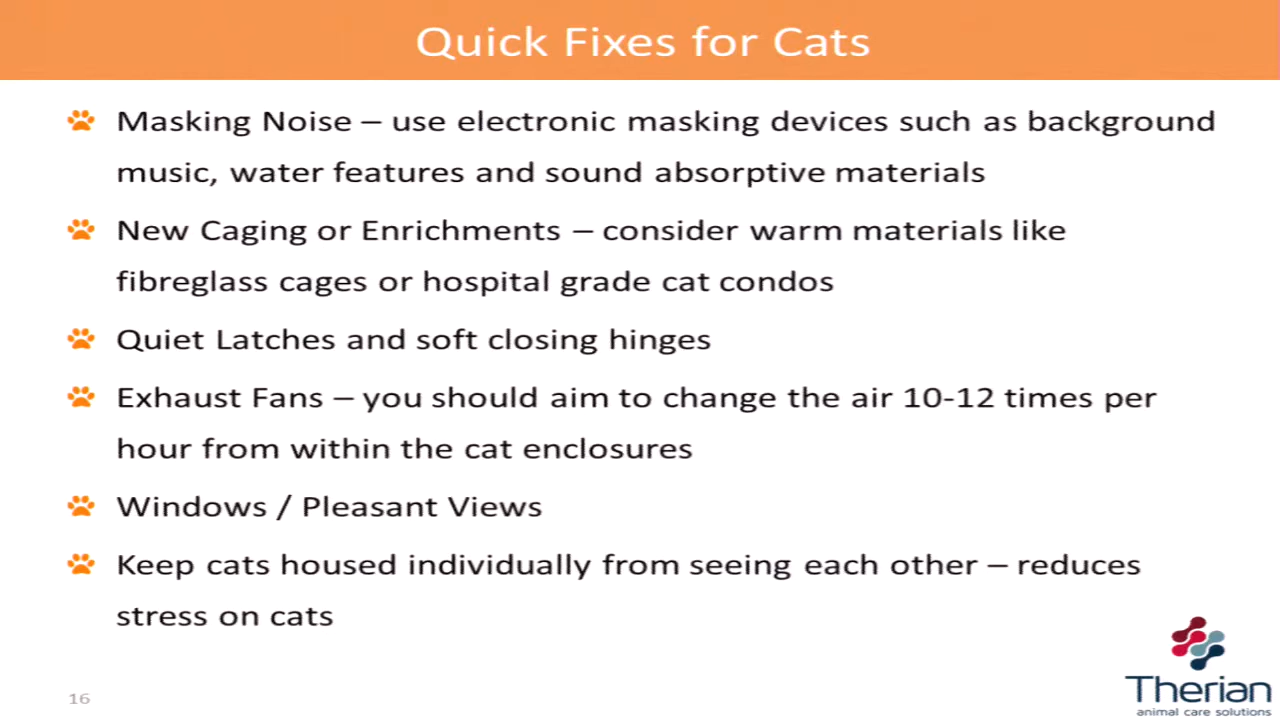 Quick Fixes for Cats
Masking Noise – use electronic masking devices such as background
music, water features and sound absorptive materials
New Caging or Enrichments – consider warm materials like
fibreglass cages or hospital grade cat condos
Quiet Latches and soft closing hinges
Exhaust Fans – you should aim to change the air 10-12 times per
hour from within the cat enclosures
Windows / Pleasant Views
Keep cats housed individually from seeing each other – reduces
stress on cats
16
Therian
animal care solutions